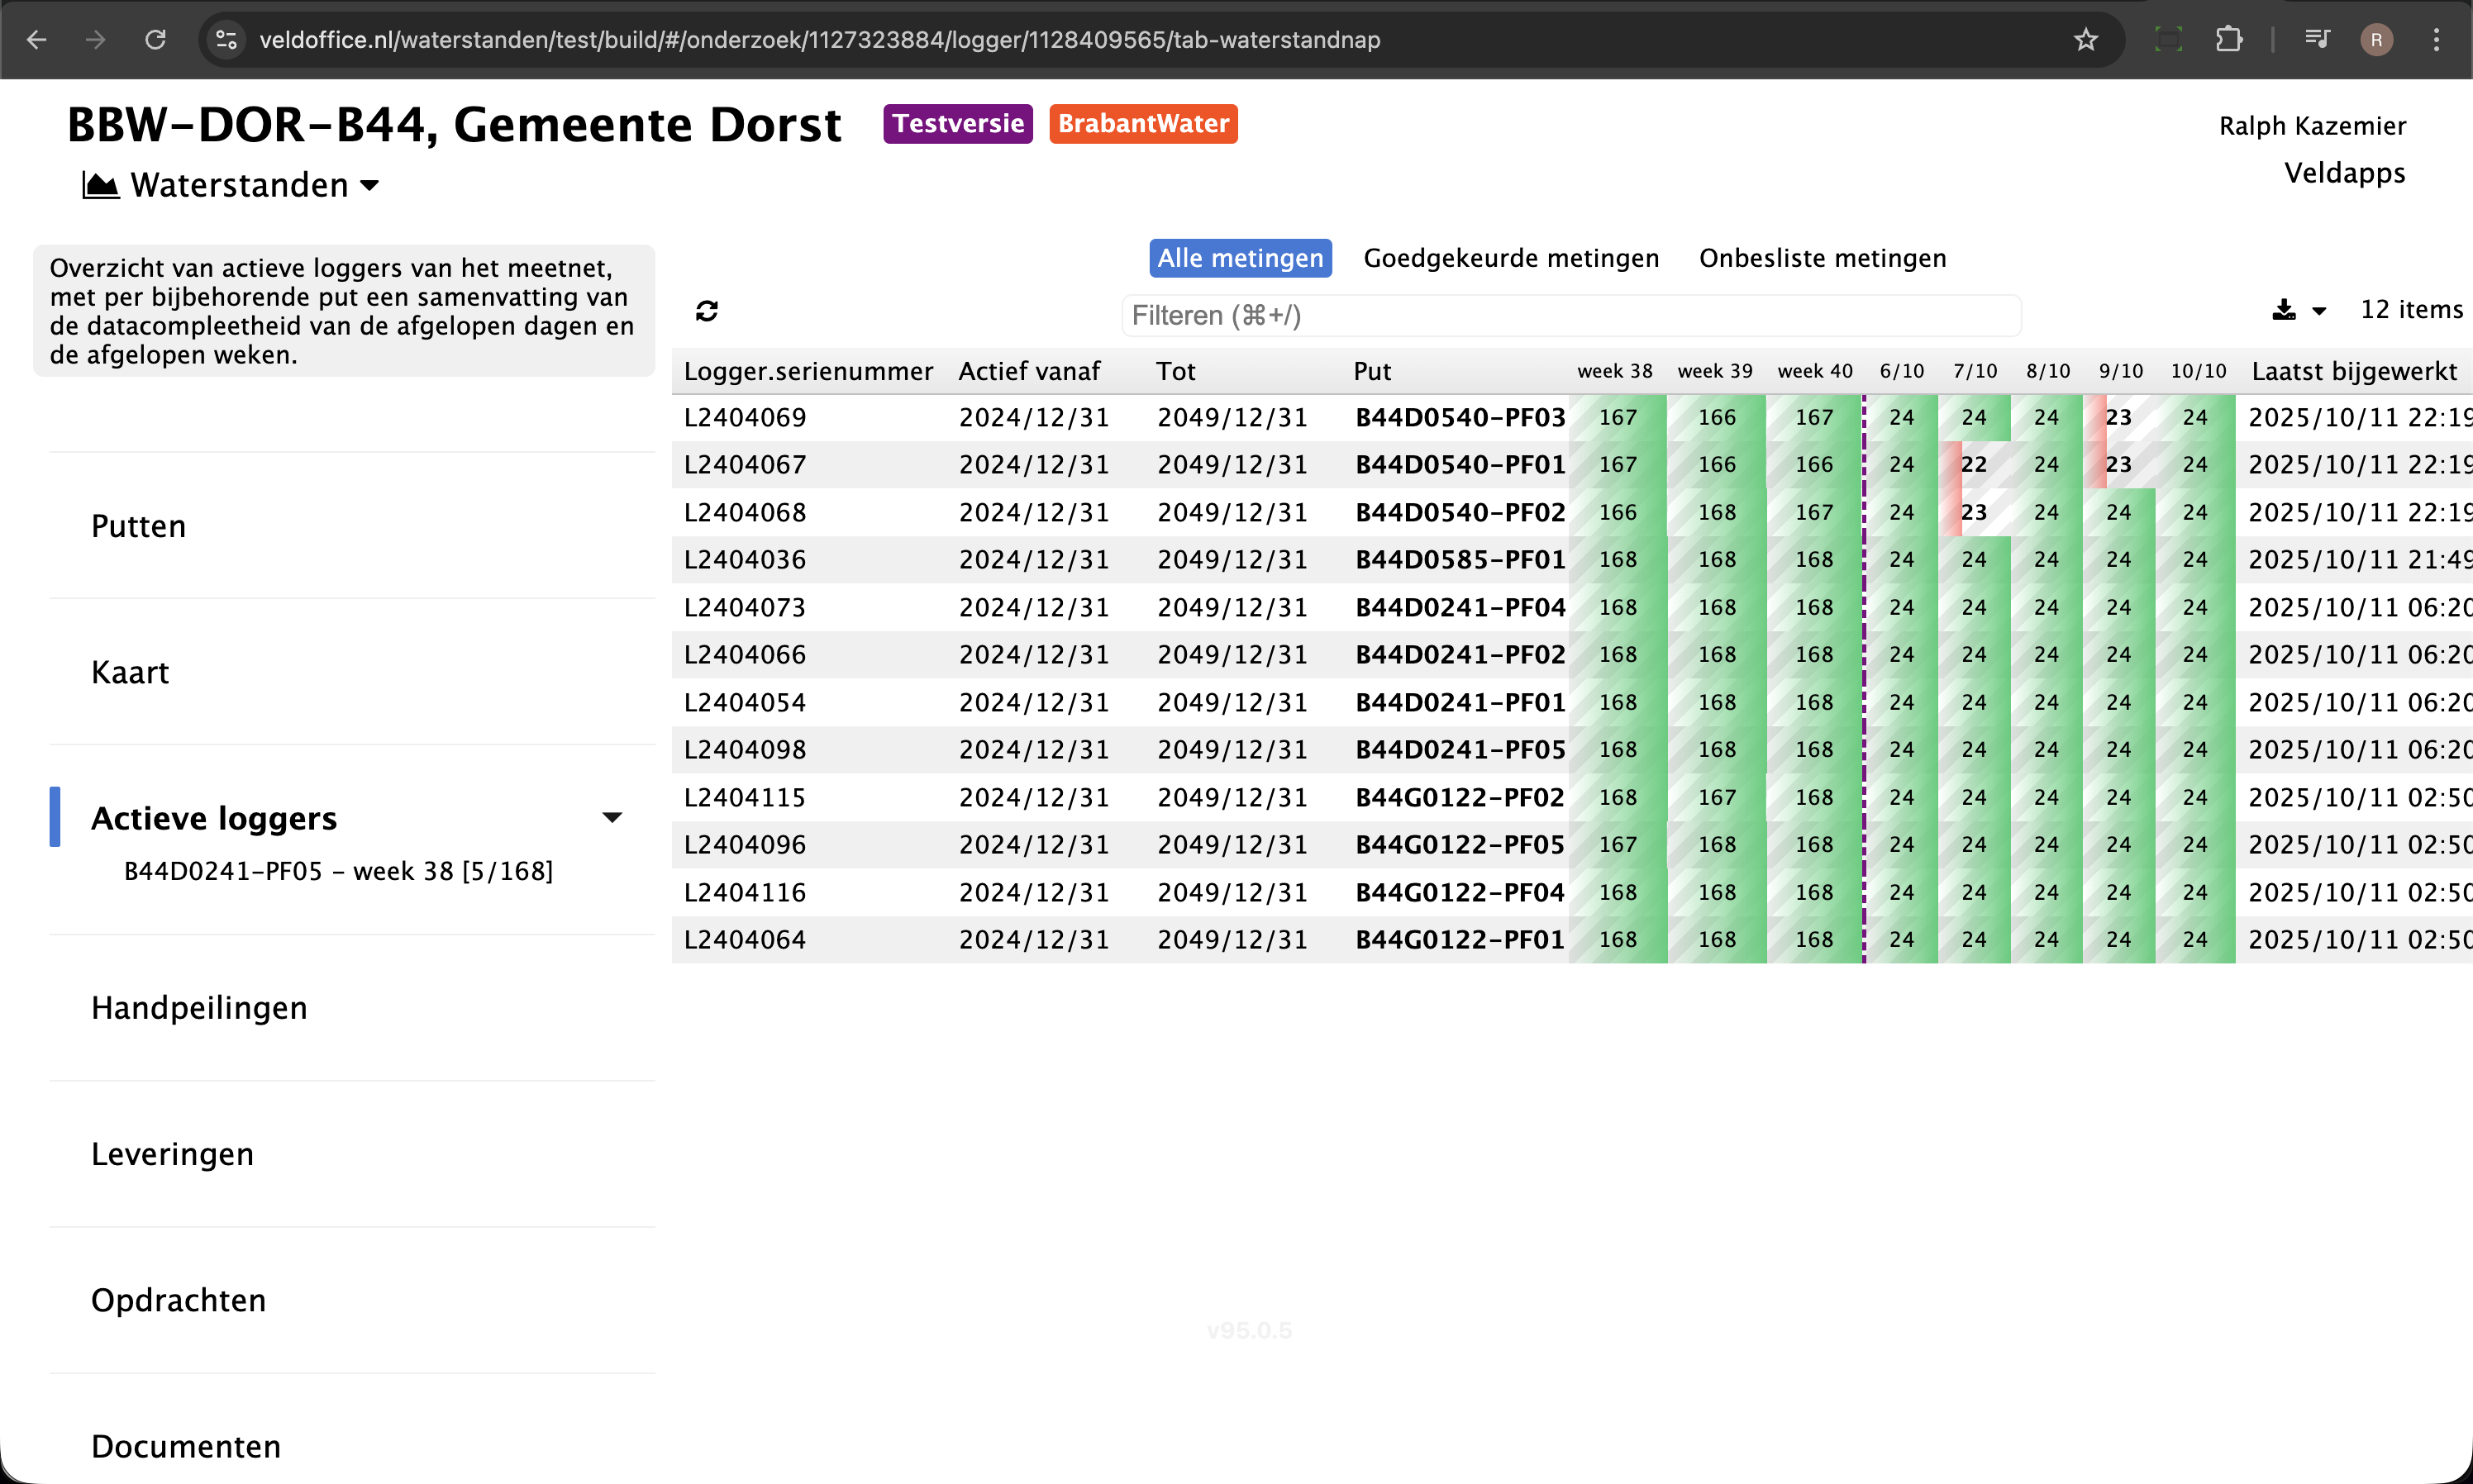 veldoffice.nl/waterstanden/test/build/#/onderzoek/1127323884/logger/1128409565/tab-waterstandnap
R
BBW-DOR-B44, Gemeente Dorst Testversie BrabantWater
Ralph Kazemier
Waterstanden
Veldapps
Overzicht van actieve loggers van het meetnet,
met per bijbehorende put een samenvatting van
de datacompleetheid van de afgelopen dagen en
de afgelopen weken.
Putten
Kaart
Actieve loggers
B44D0241-PF05 - week 38 [5/168]
Handpeilingen
Leveringen
Opdrachten
Documenten
Alle metingen Goedgekeurde metingen Onbesliste metingen
Filteren (⌘+/) 12 items
Logger.serienummer Actief vanaf Tot Put week 38 week 39 week 40 6/10 7/10 8/10 9/10 10/10 Laatst bijgewerkt
L2404069 2024/12/31 2049/12/31 B44D0540-PF03 167 166 167 24 24 24 23 24 2025/10/11 22:19
L2404067 2024/12/31 2049/12/31 B44D0540-PF01 167 166 166 24 22 24 23 24 2025/10/11 22:19
L2404068 2024/12/31 2049/12/31 B44D0540-PF02 166 168 167 24 23 24 24 24 2025/10/11 22:19
L2404036 2024/12/31 2049/12/31 B44D0585-PF01 168 168 168 24 24 24 24 24 2025/10/11 21:49
L2404073 2024/12/31 2049/12/31 B44D0241-PF04 168 168 168 24 24 24 24 24 2025/10/11 06:20
L2404066 2024/12/31 2049/12/31 B44D0241-PF02 168 168 168 24 24 24 24 24 2025/10/11 06:20
L2404054 2024/12/31 2049/12/31 B44D0241-PF01 168 168 168 24 24 24 24 24 2025/10/11 06:20
L2404098 2024/12/31 2049/12/31 B44D0241-PF05 168 168 168 24 24 24 24 24 2025/10/11 06:20
L2404115 2024/12/31 2049/12/31 B44G0122-PF02 168 167 168 24 24 24 24 24 2025/10/11 02:50
L2404096 2024/12/31 2049/12/31 B44G0122-PF05 167 168 168 24 24 24 24 24 2025/10/11 02:50
L2404116 2024/12/31 2049/12/31 B44G0122-PF04 168 168 168 24 24 24 24 24 2025/10/11 02:50
L2404064 2024/12/31 2049/12/31 B44G0122-PF01 168 168 168 24 24 24 24 24 2025/10/11 02:50
v95.0.5